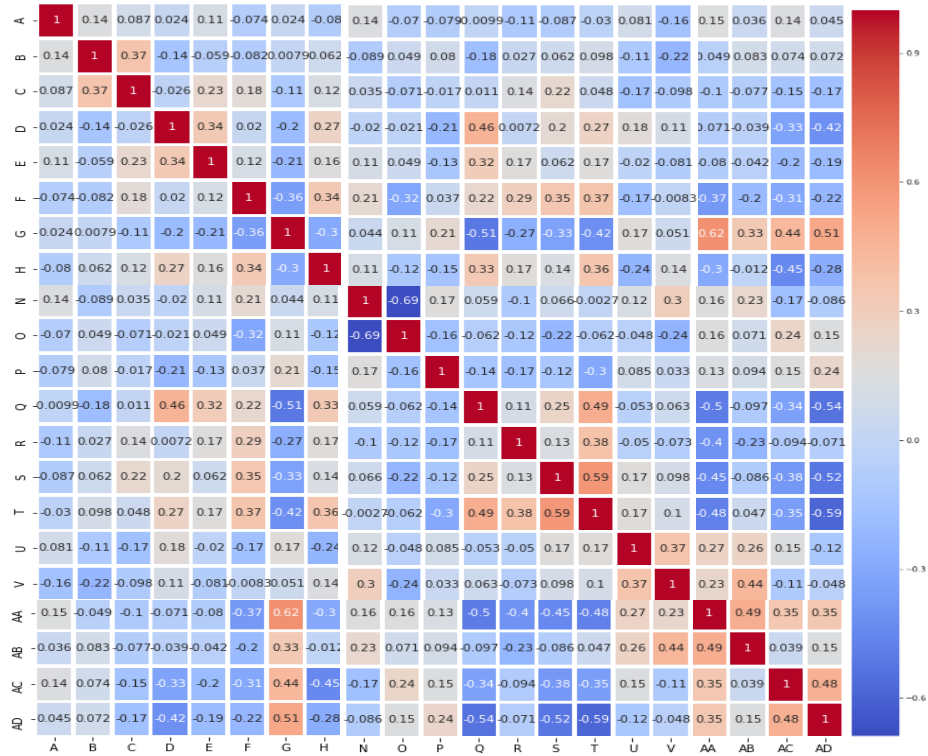 A 1 0.14 0.087 0.024 0.11 -0.074 0.024 -0.08 0.14 -0.07 -0.079 0.0099 -0.11 -0.087 -0.03 0.081 -0.16 0.15 0.036 0.14 0.045
B 0.14 1 0.37 -0.14 -0.059 -0.082 0.0079 0.062 -0.089 0.049 0.08 -0.18 0.027 0.062 0.098 -0.11 -0.22 0.049 0.083 0.074 0.072
0.9
C 0.087 0.37 1 -0.026 0.23 0.18 -0.11 0.12 0.035 -0.071 -0.017 0.011 0.14 0.22 0.048 -0.17 -0.098 -0.1 -0.077 -0.15 -0.17
D 0.024 -0.14 -0.026 1 0.34 0.02 -0.2 0.27 -0.02 -0.021 -0.21 0.46 0.0072 0.2 0.27 0.18 0.11 0.071 -0.039 -0.33 -0.42
E 0.11 -0.059 0.23 0.34 1 0.12 -0.21 0.16 0.11 0.049 -0.13 0.32 0.17 0.062 0.17 -0.02 -0.081 -0.08 -0.042 -0.2 -0.19
0.6
F -0.074 -0.082 0.18 0.02 0.12 1 -0.36 0.34 0.21 -0.32 0.037 0.22 0.29 0.35 0.37 -0.17 -0.0083 -0.37 -0.2 -0.31 -0.22
G 0.024 0.0079 -0.11 -0.2 -0.21 -0.36 1 -0.3 0.044 0.11 0.21 -0.51 -0.27 -0.33 -0.42 0.17 0.051 0.62 0.33 0.44 0.51
H -0.08 0.062 0.12 0.27 0.16 0.34 -0.3 1 0.11 -0.12 -0.15 0.33 0.17 0.14 0.36 -0.24 0.14 -0.3 -0.012 -0.45 -0.28
N 0.14 -0.089 0.035 -0.02 0.11 0.21 0.044 0.11 1 -0.69 0.17 0.059 -0.1 0.066 -0.0027 0.12 0.3 0.16 0.23 -0.17 -0.086
0.3
O -0.07 0.049 -0.071 -0.021 0.049 -0.32 0.11 -0.12 -0.69 1 -0.16 -0.062 -0.12 -0.22 -0.062 -0.048 -0.24 0.16 0.071 0.24 0.15
P -0.079 0.08 -0.017 -0.21 -0.13 0.037 0.21 -0.15 0.17 -0.16 1 -0.14 -0.17 -0.12 -0.3 0.085 0.033 0.13 0.094 0.15 0.24
Q -0.0099 -0.18 0.011 0.46 0.32 0.22 -0.51 0.33 0.059 -0.062 -0.14 1 0.11 0.25 0.49 -0.053 0.063 -0.5 -0.097 -0.34 -0.54
0.0
R -0.11 0.027 0.14 0.0072 0.17 0.29 -0.27 0.17 -0.1 -0.12 -0.17 0.11 1 0.13 0.38 -0.05 -0.073 -0.4 -0.23 -0.094 -0.071
S -0.087 0.062 0.22 0.2 0.062 0.35 -0.33 0.14 0.066 -0.22 -0.12 0.25 0.13 1 0.59 0.17 0.098 -0.45 -0.086 -0.38 -0.52
T -0.03 0.098 0.048 0.27 0.17 0.37 -0.42 0.36 -0.0027 -0.062 -0.3 0.49 0.38 0.59 1 0.17 0.1 -0.48 0.047 -0.35 -0.59
U 0.081 -0.11 -0.17 0.18 -0.02 -0.17 0.17 -0.24 0.12 -0.048 0.085 -0.053 -0.05 0.17 0.17 1 0.37 0.27 0.26 0.15 -0.12
-0.3
V -0.16 -0.22 -0.098 0.11 -0.081 -0.0083 0.051 0.14 0.3 -0.24 0.033 0.063 -0.073 0.098 0.1 0.37 1 0.23 0.44 -0.11 -0.048
AA 0.15 -0.049 -0.1 -0.071 -0.08 -0.37 0.62 -0.3 0.16 0.16 0.13 -0.5 -0.4 -0.45 -0.48 0.27 0.23 1 0.49 0.35 0.35
AB 0.036 0.083 -0.077 -0.039 -0.042 -0.2 0.33 -0.012 0.23 0.071 0.094 -0.097 -0.23 -0.086 0.047 0.26 0.44 0.49 1 0.039 0.15
AC 0.14 0.074 -0.15 -0.33 -0.2 -0.31 0.44 -0.45 -0.17 0.24 0.15 -0.34 -0.094 -0.38 -0.35 0.15 -0.11 0.35 0.039 1 0.48
-0.6
AD 0.045 0.072 -0.17 -0.42 -0.19 -0.22 0.51 -0.28 -0.086 0.15 0.24 -0.54 -0.071 -0.52 -0.59 -0.12 -0.048 0.35 0.15 0.48 1
A B C D E F G H N O P Q R S T U V AA AB AC AD